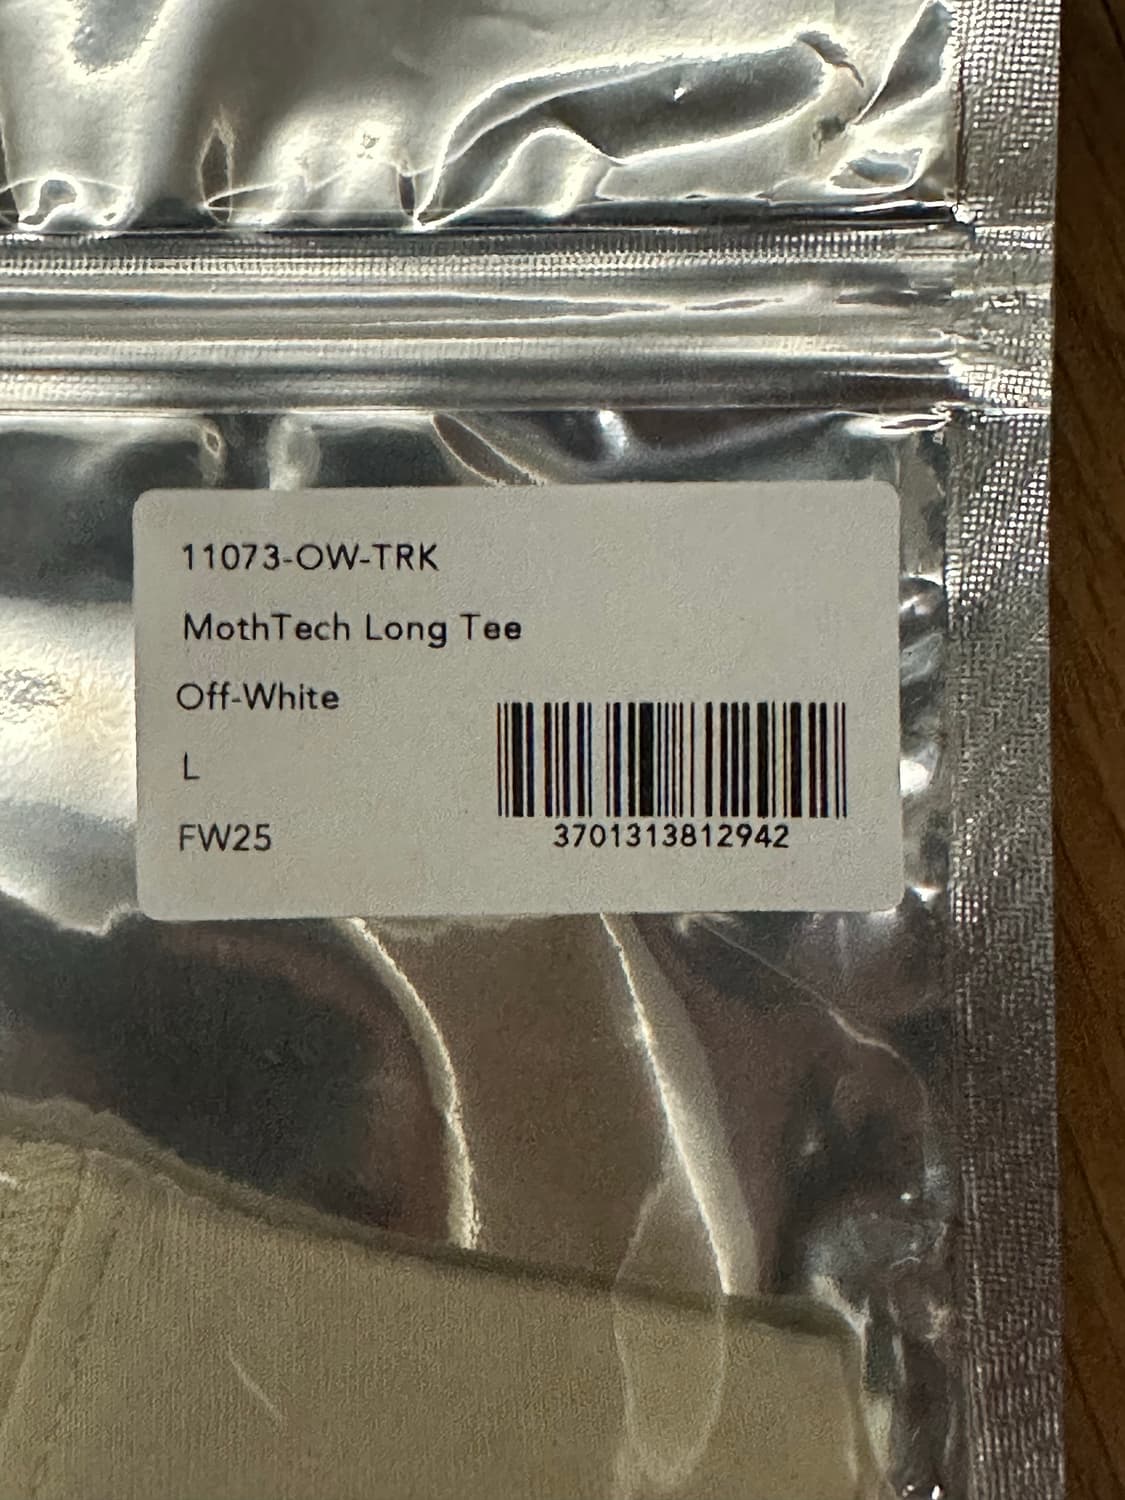 11073-OW-TRK
MothTech Long Tee
Off-White
L
FW25
3701313812942